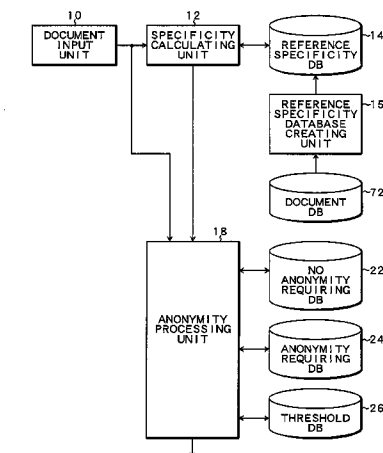 10
DOCUMENT
INPUT
UNIT
12
SPECIFICITY
CALCULATING
UNIT
14
REFERENCE
SPECIFICITY
DB
15
REFERENCE
SPECIFICITY
DATABASE
CREATING
UNIT
72
DOCUMENT
DB
18
ANONYMITY
PROCESSING
UNIT
22
NO
ANONYMITY
REQUIRING
DB
24
ANONYMITY
REQUIRING
DB
26
THRESHOLD
DB